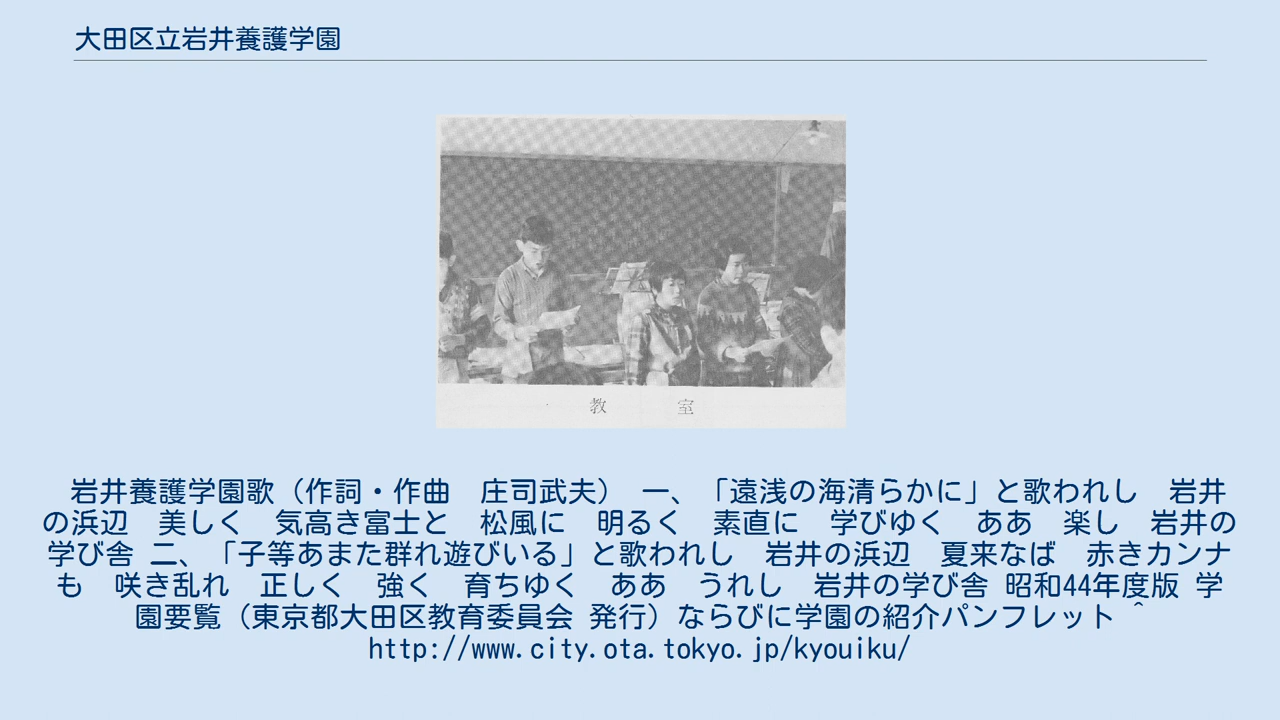 大田区立岩井養護学園
教　室
岩井養護学園歌（作詞・作曲　庄司武夫）　一、「遠浅の海清らかに」と歌われし　岩井
の浜辺　美しく　気高き富士と　松風に　明るく　素直に　学びゆく　ああ　楽し　岩井の
学び舎 二、「子等あまた群れ遊びいる」と歌われし　岩井の浜辺　夏来なば　赤きカンナ
も　咲き乱れ　正しく　強く　育ちゆく　ああ　うれし　岩井の学び舎 昭和44年度版 学
園要覧（東京都大田区教育委員会 発行）ならびに学園の紹介パンフレット ^
http://www.city.ota.tokyo.jp/kyouiku/